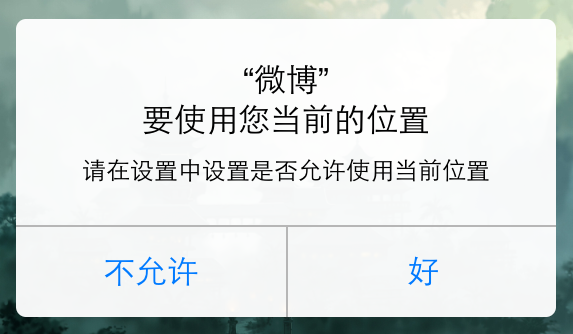 “微博”
要使用您当前的位置
请在设置中设置是否允许使用当前位置
不允许
好